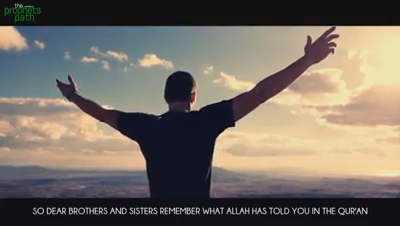 the
prophets
path
SO DEAR BROTHERS AND SISTERS REMEMBER WHAT ALLAH HAS TOLD YOU IN THE QUR'AN